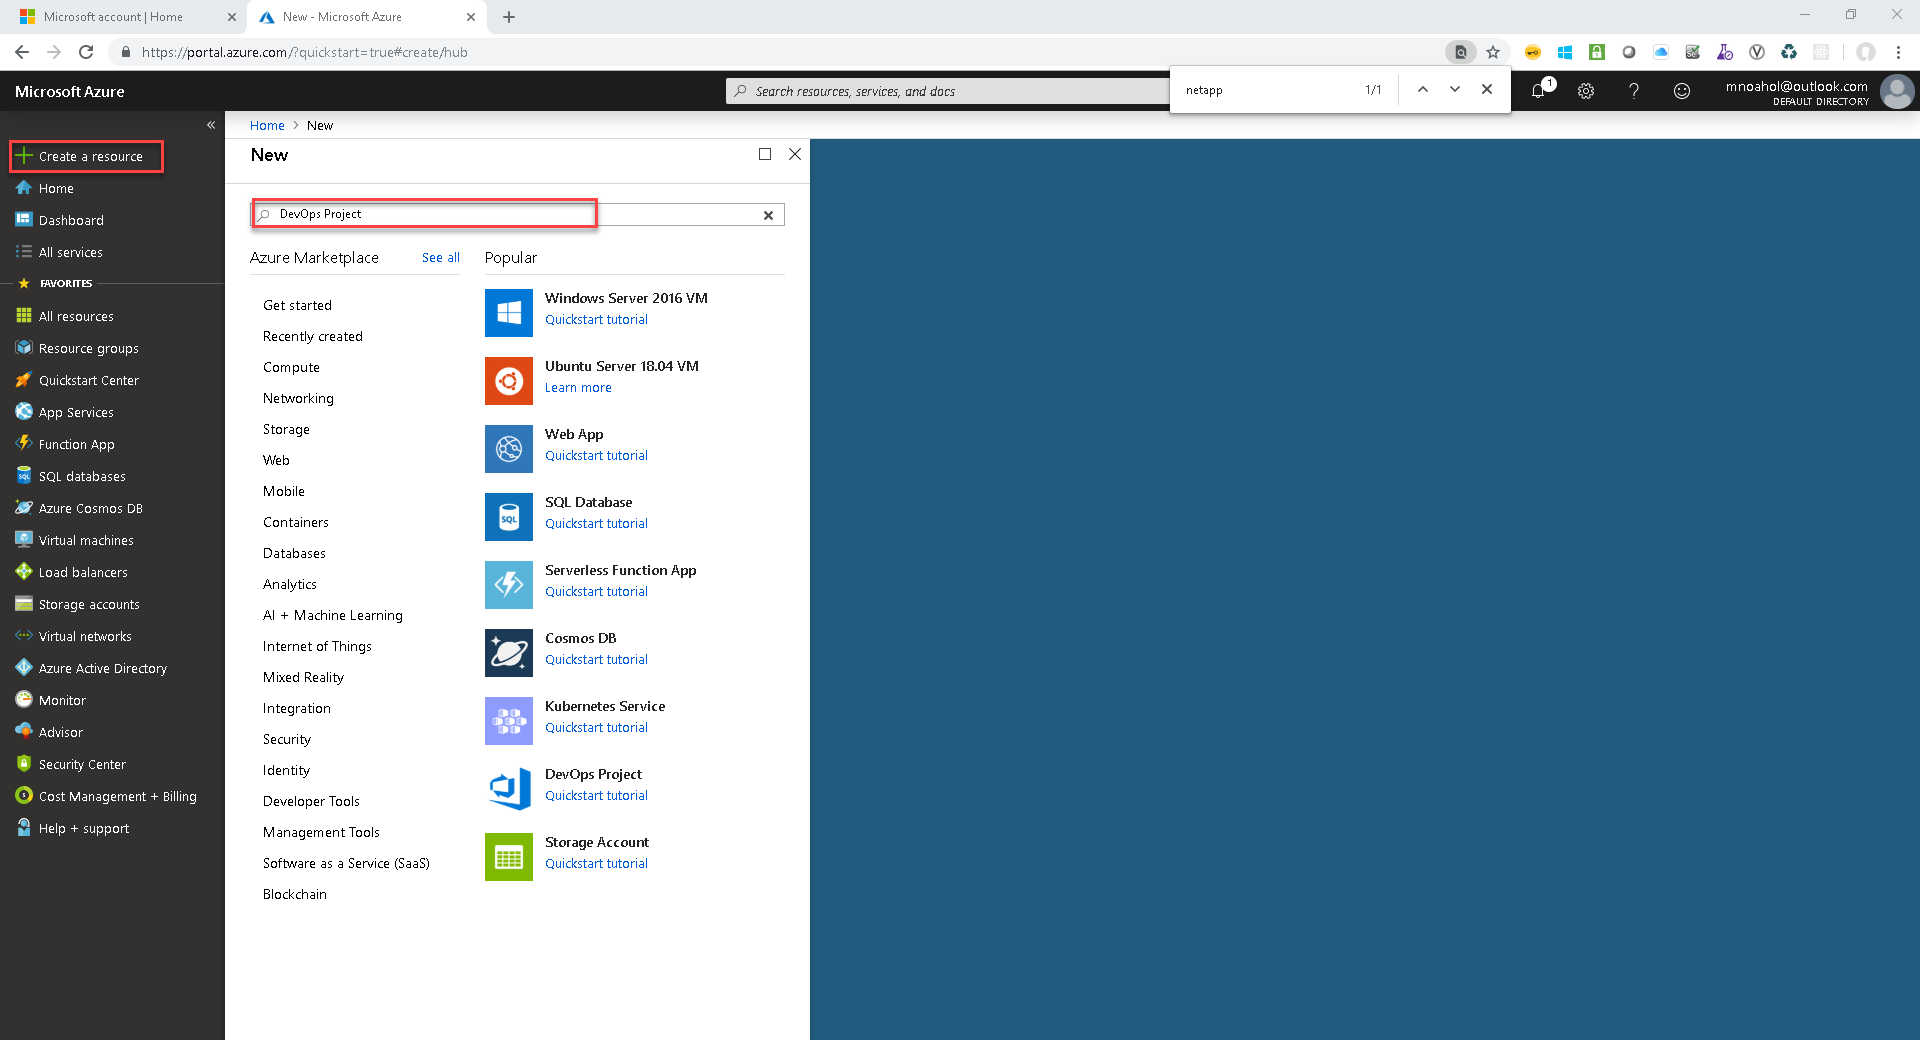 Microsoft account | Home
New - Microsoft Azure
https://portal.azure.com/?quickstart=true#create/hub
Microsoft Azure
Search resources, services, and docs
netapp
1/1
1
mnoahol@outlook.com
DEFAULT DIRECTORY
Create a resource
Home
Dashboard
All services
FAVORITES
All resources
Resource groups
Quickstart Center
App Services
Function App
SQL databases
Azure Cosmos DB
Virtual machines
Load balancers
Storage accounts
Virtual networks
Azure Active Directory
Monitor
Advisor
Security Center
Cost Management + Billing
Help + support
Home > New
New
DevOps Project
Azure Marketplace
See all
Get started
Recently created
Compute
Networking
Storage
Web
Mobile
Containers
Databases
Analytics
AI + Machine Learning
Internet of Things
Mixed Reality
Integration
Security
Identity
Developer Tools
Management Tools
Software as a Service (SaaS)
Blockchain
Popular
Windows Server 2016 VM
Quickstart tutorial
Ubuntu Server 18.04 VM
Learn more
Web App
Quickstart tutorial
SQL
SQL Database
Quickstart tutorial
Serverless Function App
Quickstart tutorial
Cosmos DB
Quickstart tutorial
Kubernetes Service
Quickstart tutorial
DevOps Project
Quickstart tutorial
Storage Account
Quickstart tutorial